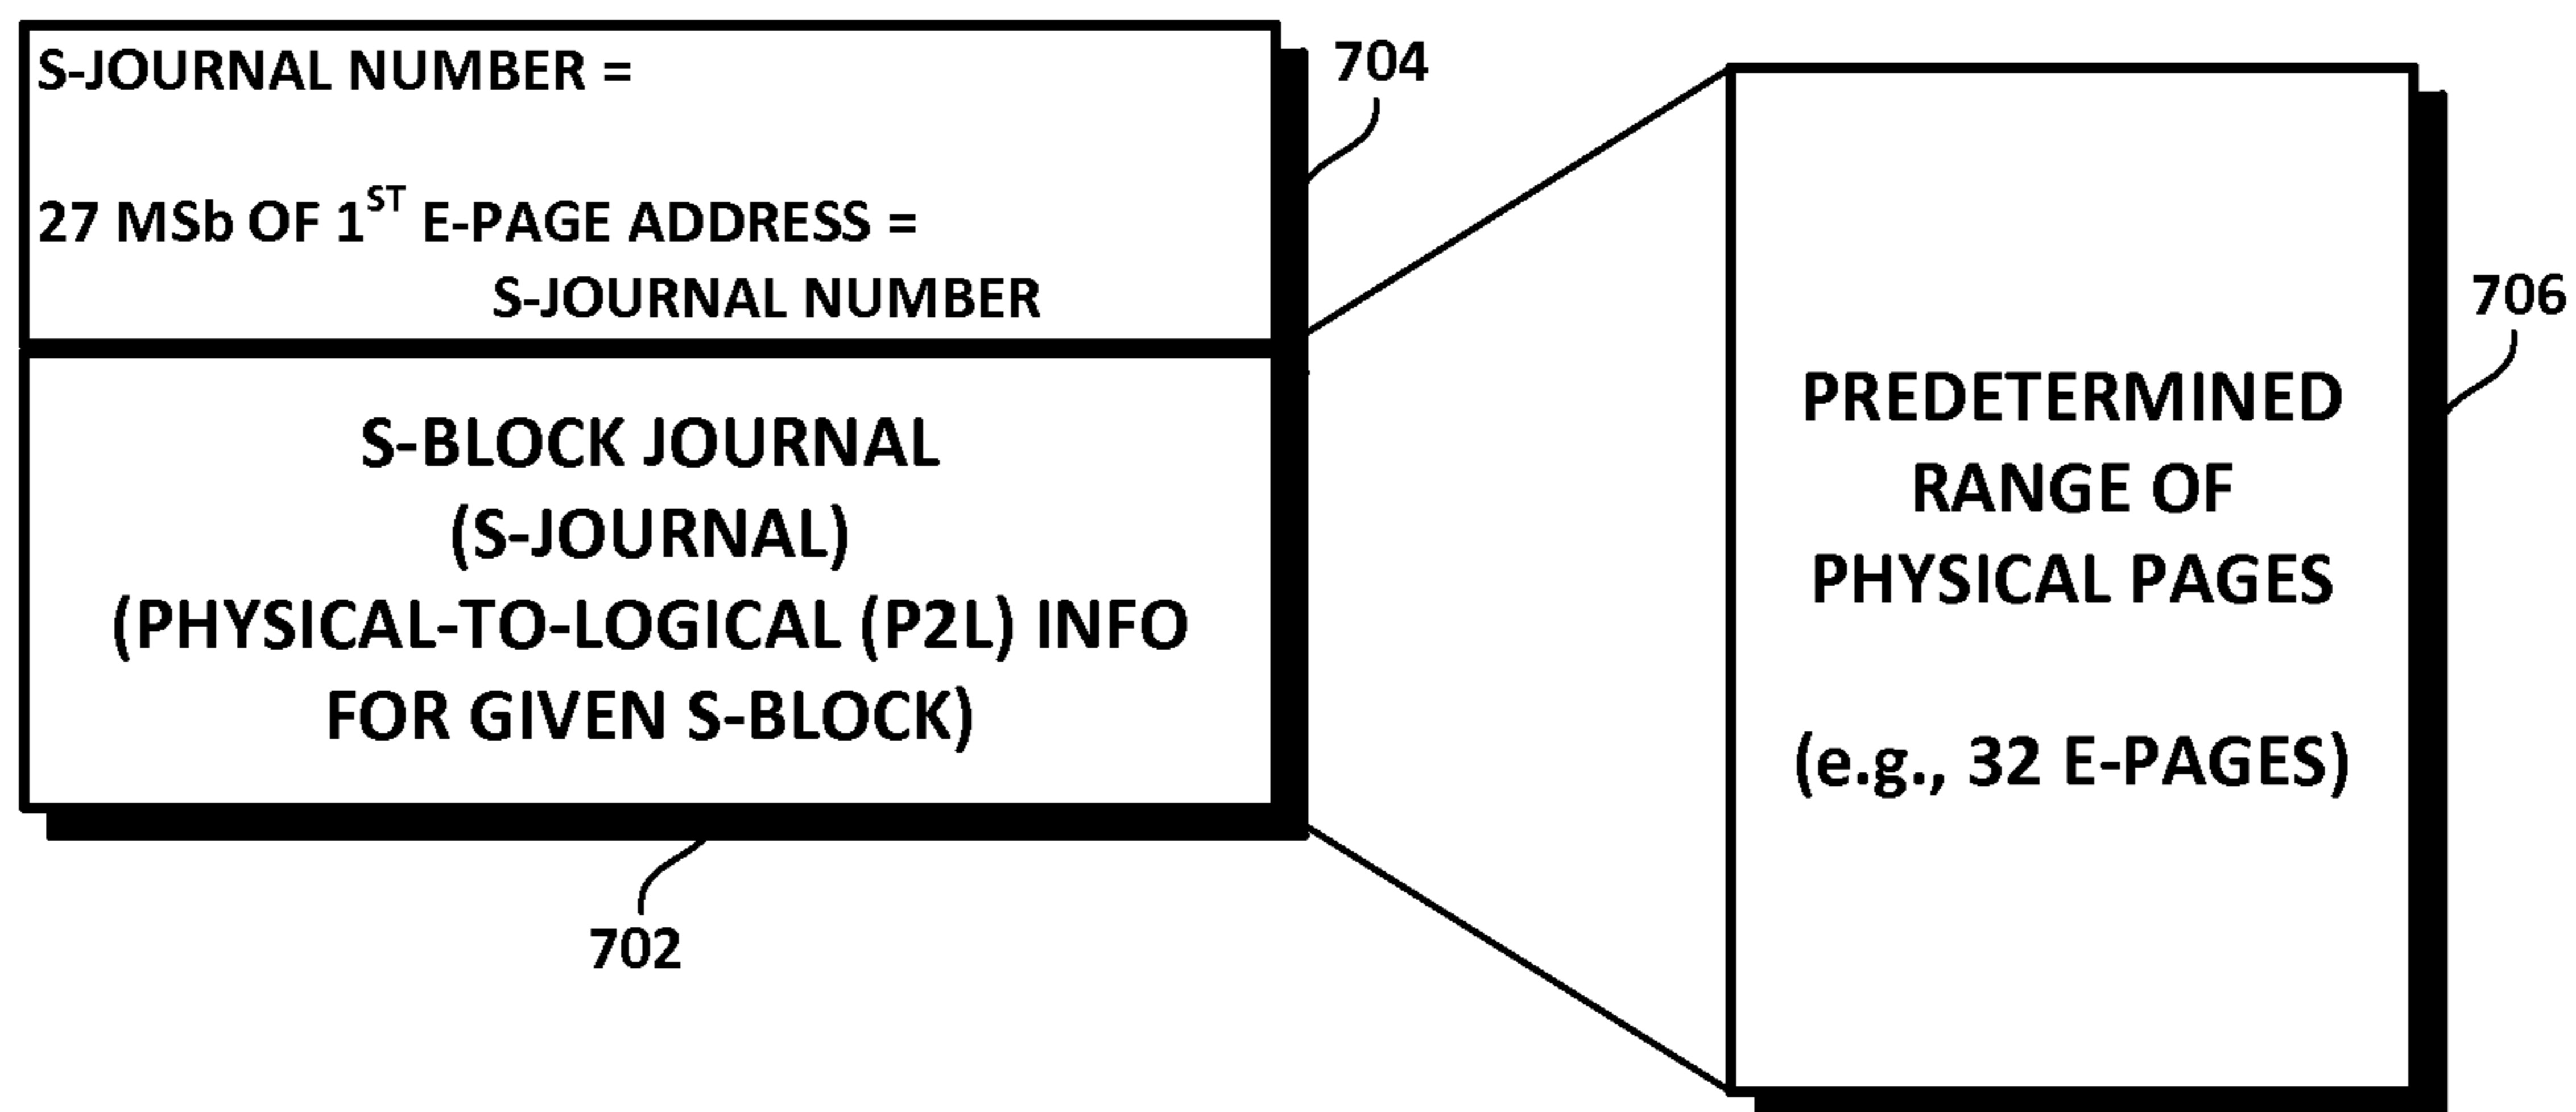 S-JOURNAL NUMBER =
27 MSb OF 1ST E-PAGE ADDRESS =
S-JOURNAL NUMBER
704
S-BLOCK JOURNAL
(S-JOURNAL)
(PHYSICAL-TO-LOGICAL (P2L) INFO
FOR GIVEN S-BLOCK)
702
PREDETERMINED
RANGE OF
PHYSICAL PAGES
(e.g., 32 E-PAGES)
706